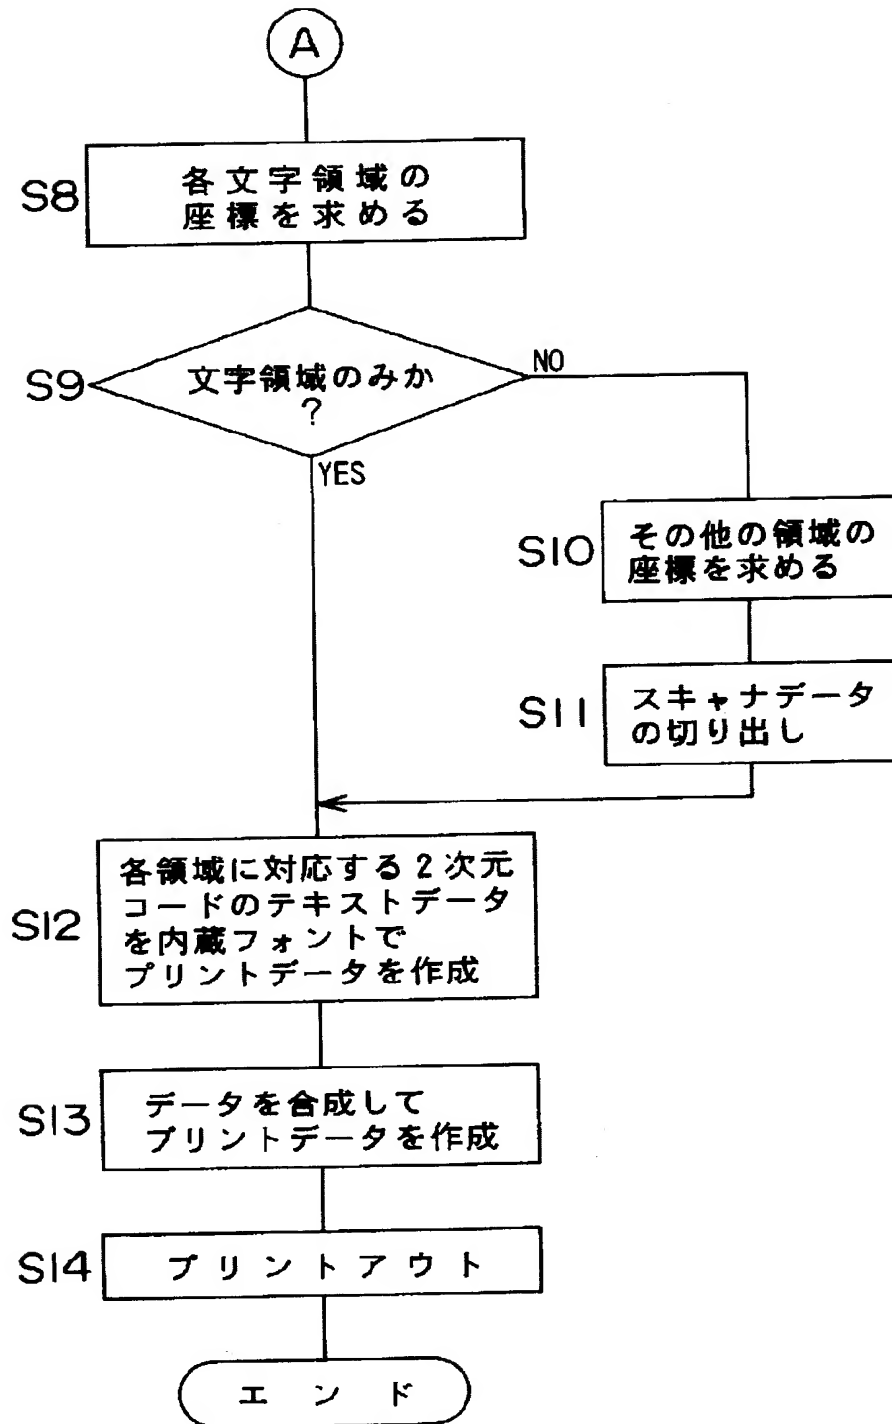 A
S8
各文字領域の
座標を求める
S9
文字領域のみか
?
NO
YES
S10
その他の領域の
座標を求める
S11
スキャナデータ
の切り出し
S12
各領域に対応する2次元
コードのテキストデータ
を内蔵フォントで
プリントデータを作成
S13
データを合成して
プリントデータを作成
S14
プリントアウト
エンド